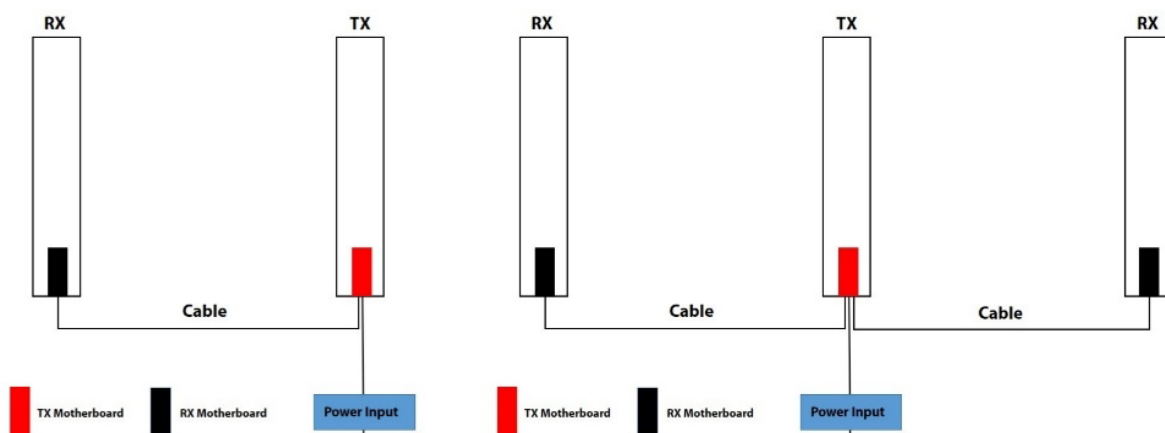 RX
TX
Cable
TX Motherboard
RX Motherboard
Power Input
RX
TX
RX
Cable
Cable
TX Motherboard
RX Motherboard
Power Input